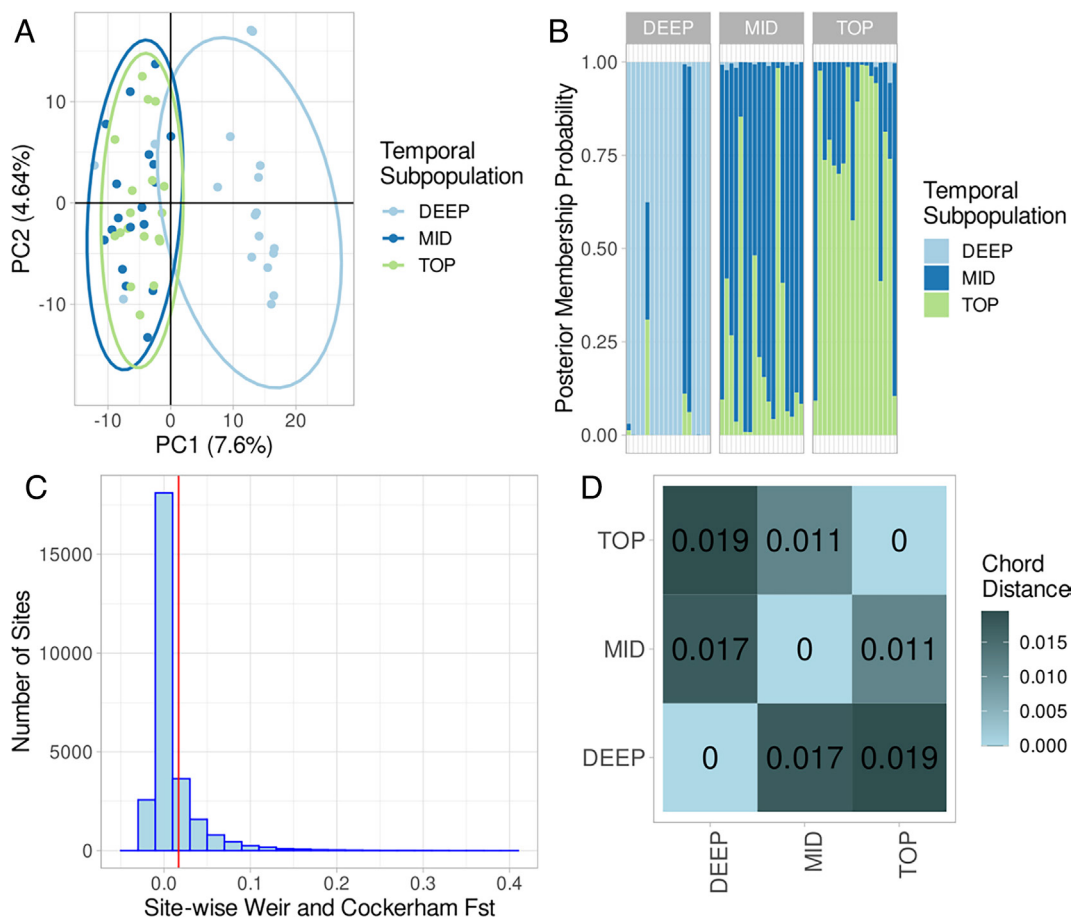 A
10
0
-10
-10
0
10
20
PC1 (7.6%)
PC2 (4.64%)
Temporal
Subpopulation
DEEP
MID
TOP
B
DEEP
MID
TOP
1.00
0.75
0.50
0.25
0.00
Posterior Membership Probability
Temporal
Subpopulation
DEEP
MID
TOP
C
15000
10000
5000
0
Number of Sites
0.0
0.1
0.2
0.3
0.4
Site-wise Weir and Cockerham Fst
D
TOP
0.019
0.011
0
MID
0.017
0
0.011
DEEP
0
0.017
0.019
DEEP
MID
TOP
Chord
Distance
0.015
0.010
0.005
0.000